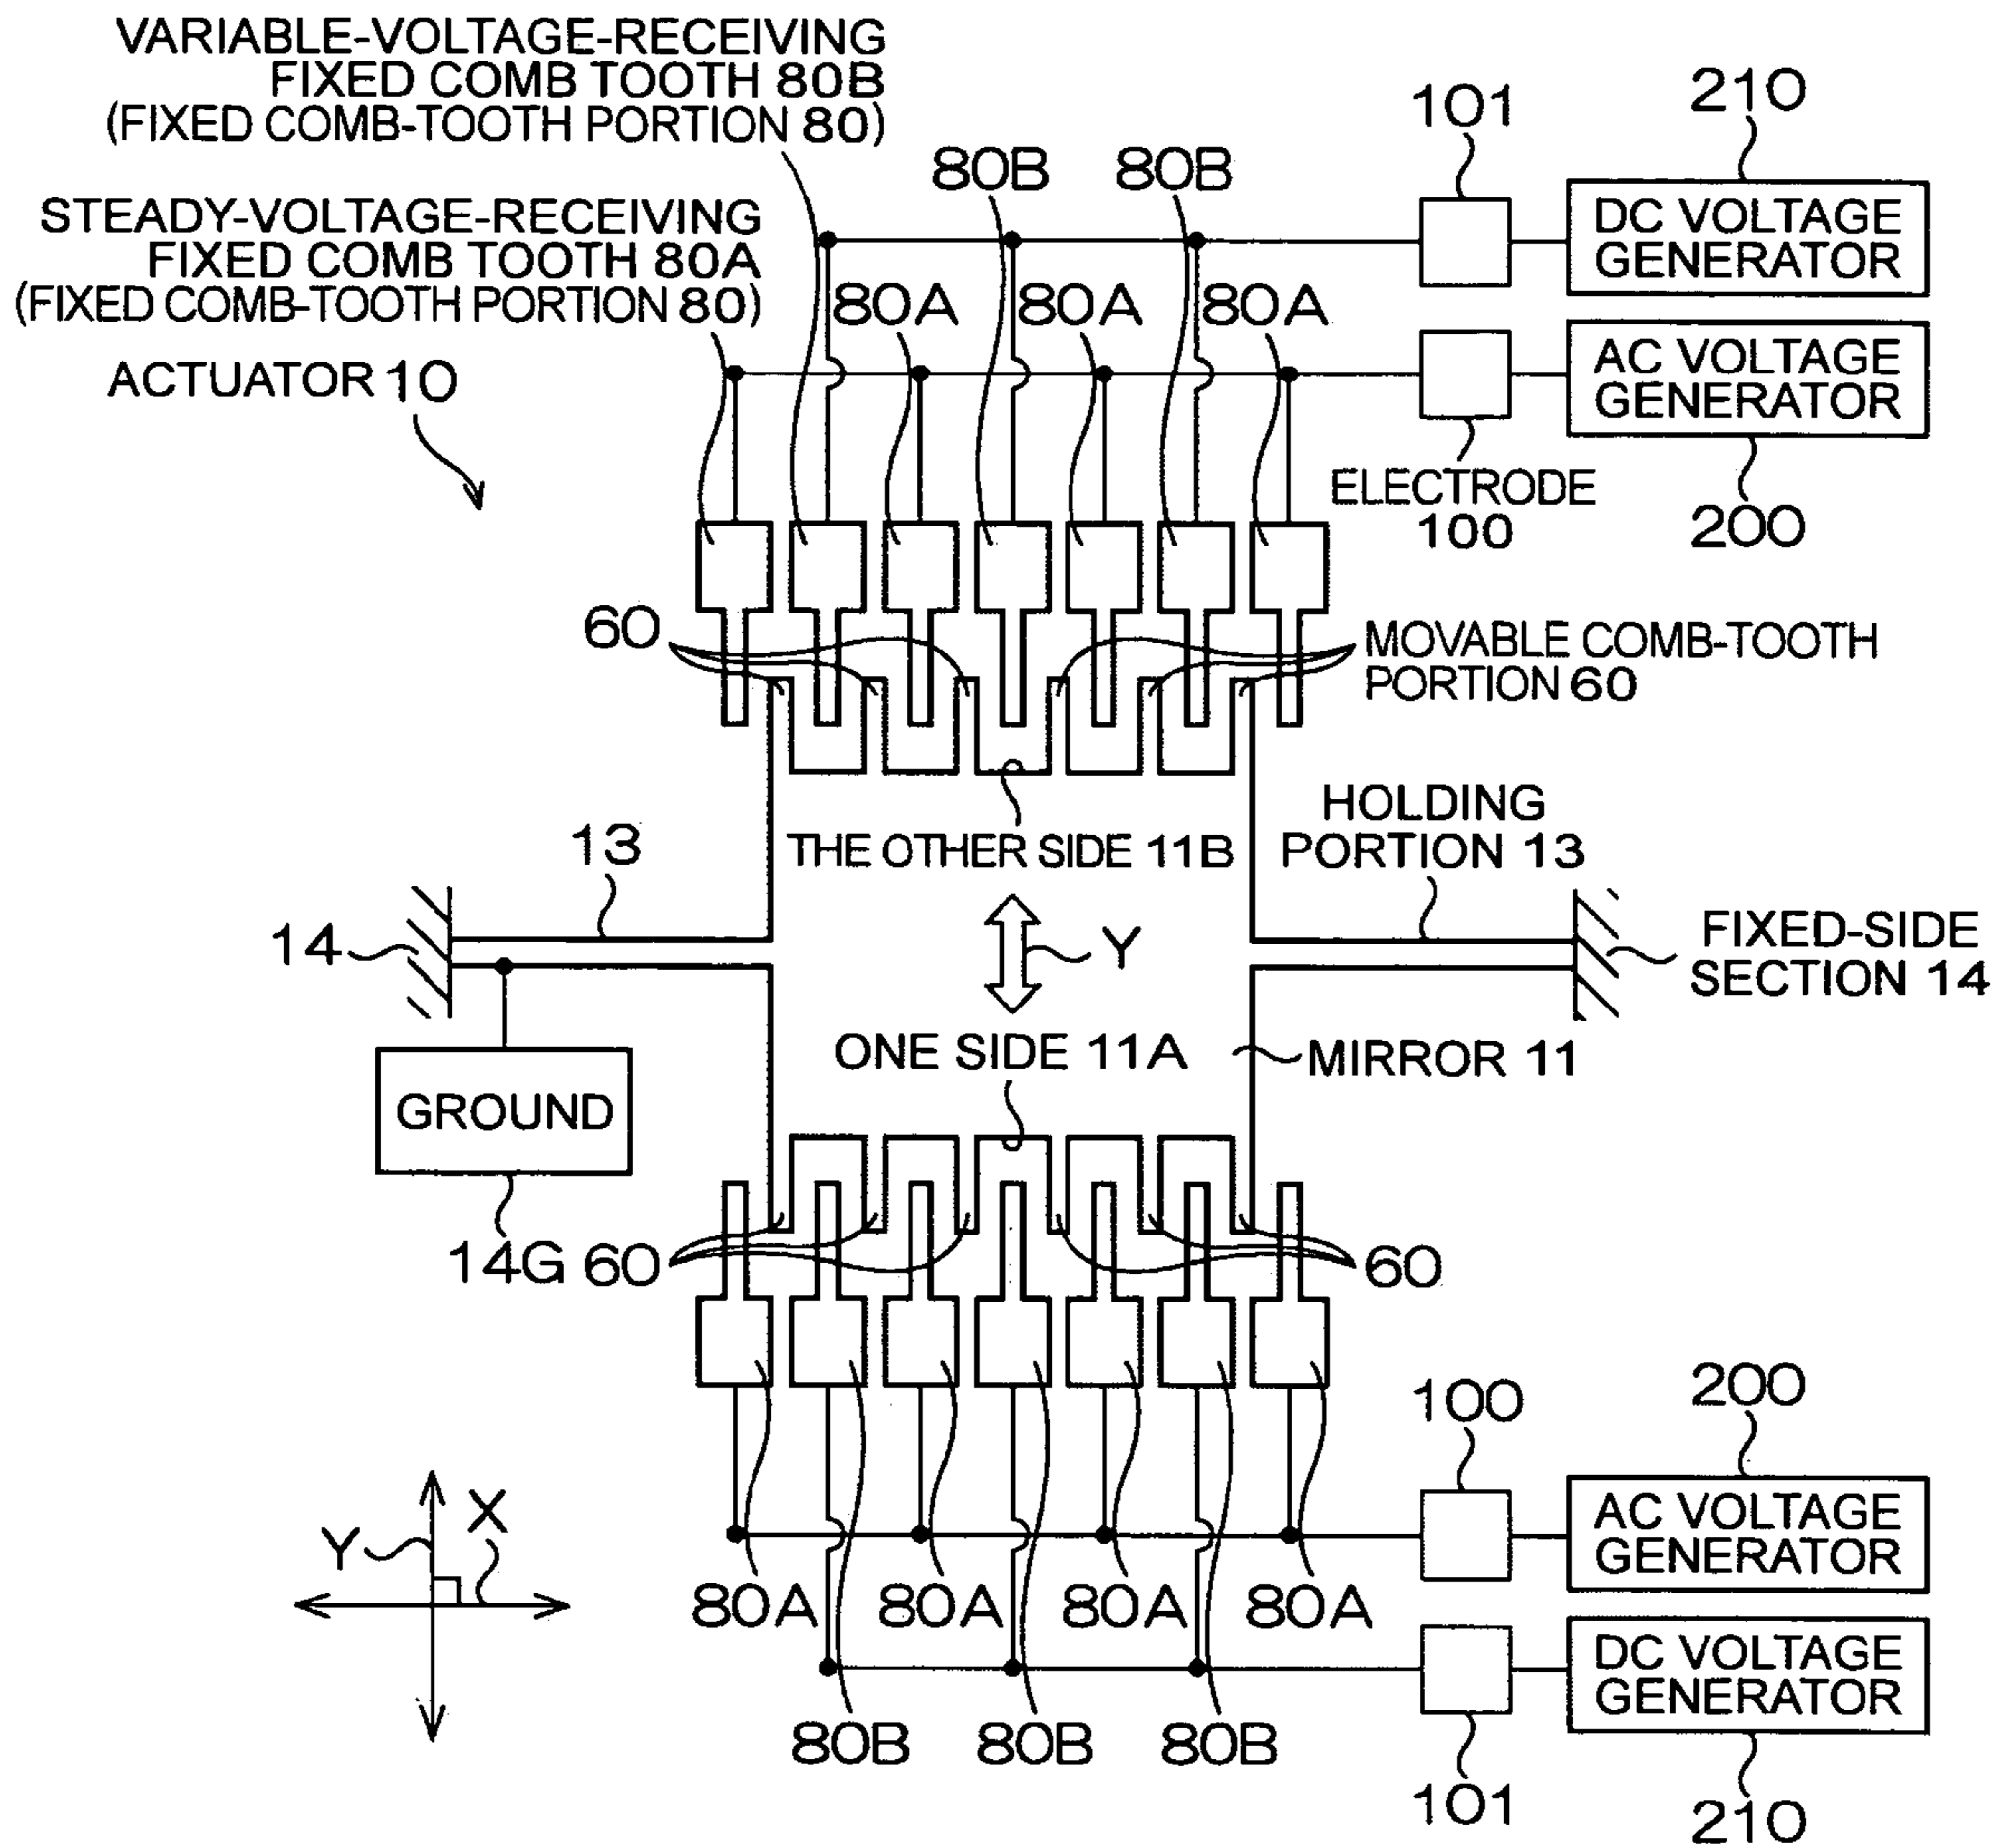 VARIABLE-VOLTAGE-RECEIVING
FIXED COMB TOOTH 80B
(FIXED COMB-TOOTH PORTION 80)
STEADY-VOLTAGE-RECEIVING
FIXED COMB TOOTH 80A
(FIXED COMB-TOOTH PORTION 80)
ACTUATOR 10
80B
80B
80A
80A
80A
101
210
DC VOLTAGE
GENERATOR
AC VOLTAGE
GENERATOR
ELECTRODE
100
200
60
MOVABLE COMB-TOOTH
PORTION 60
THE OTHER SIDE 11B
HOLDING
PORTION 13
13
14
Y
FIXED-SIDE
SECTION 14
ONE SIDE 11A
MIRROR 11
GROUND
14G
60
60
100
200
AC VOLTAGE
GENERATOR
Y
X
80A
80A
80A
80A
DC VOLTAGE
GENERATOR
80B
80B
80B
101
210